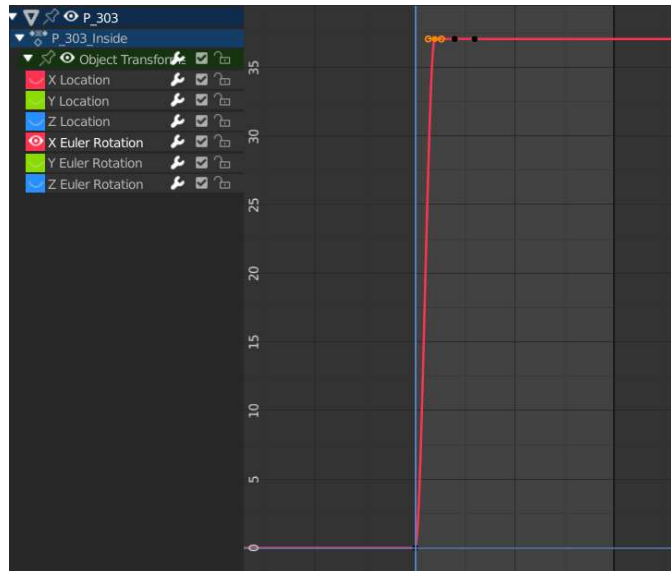 P_303
P_303_Inside
Object Transforms
X Location
Y Location
Z Location
X Euler Rotation
Y Euler Rotation
Z Euler Rotation
35
30
25
20
15
10
5
0